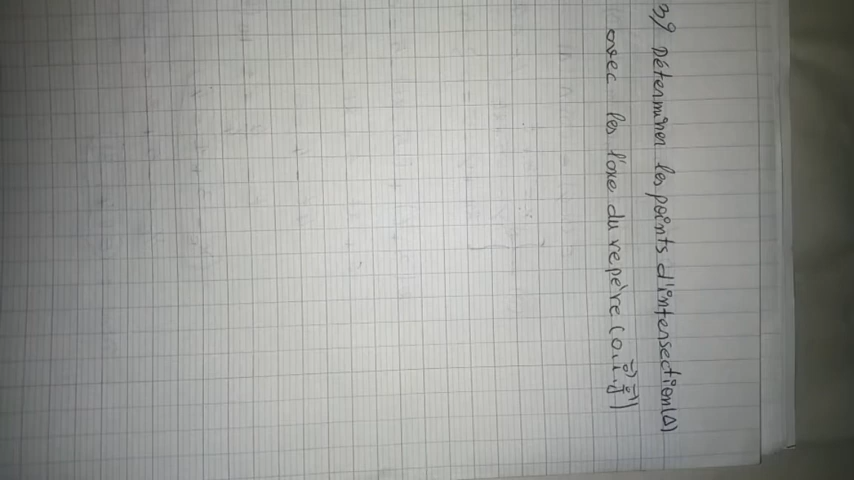 3) Déterminer les points d'intersection (Δ)
avec les l'axe du repère (o, i⃗, j⃗)